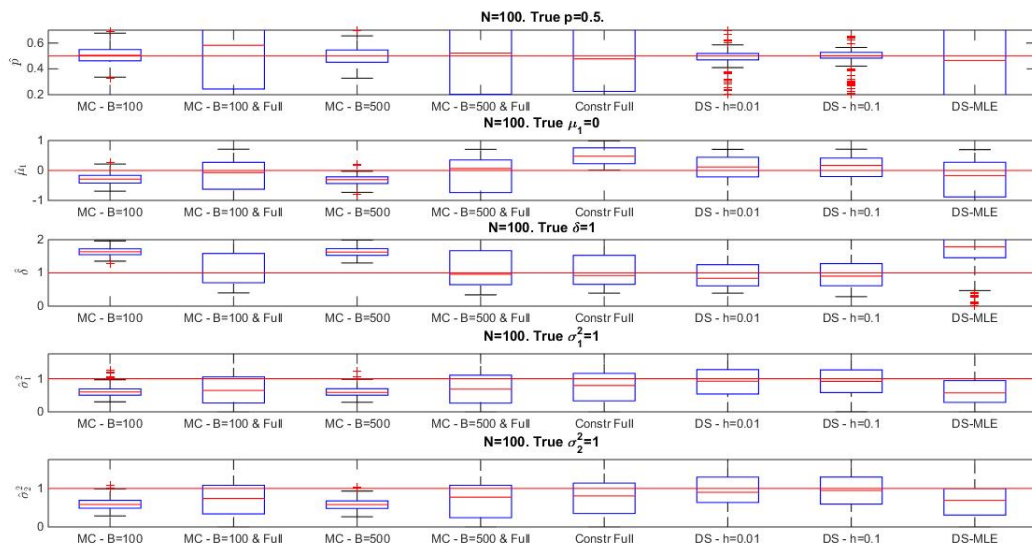 N=100. True p=0.5.
0.6
0.4
0.2
p̂
MC - B=100 MC - B=100 & Full MC - B=500 MC - B=500 & Full Constr Full DS - h=0.01 DS - h=0.1 DS-MLE
N=100. True μ₁=0
1
0
-1
μ̂₁
MC - B=100 MC - B=100 & Full MC - B=500 MC - B=500 & Full Constr Full DS - h=0.01 DS - h=0.1 DS-MLE
N=100. True δ=1
2
1
0
δ̂
MC - B=100 MC - B=100 & Full MC - B=500 MC - B=500 & Full Constr Full DS - h=0.01 DS - h=0.1 DS-MLE
N=100. True σ₁²=1
1
0
σ̂₁²
MC - B=100 MC - B=100 & Full MC - B=500 MC - B=500 & Full Constr Full DS - h=0.01 DS - h=0.1 DS-MLE
N=100. True σ₂²=1
1
0
σ̂₂²
MC - B=100 MC - B=100 & Full MC - B=500 MC - B=500 & Full Constr Full DS - h=0.01 DS - h=0.1 DS-MLE